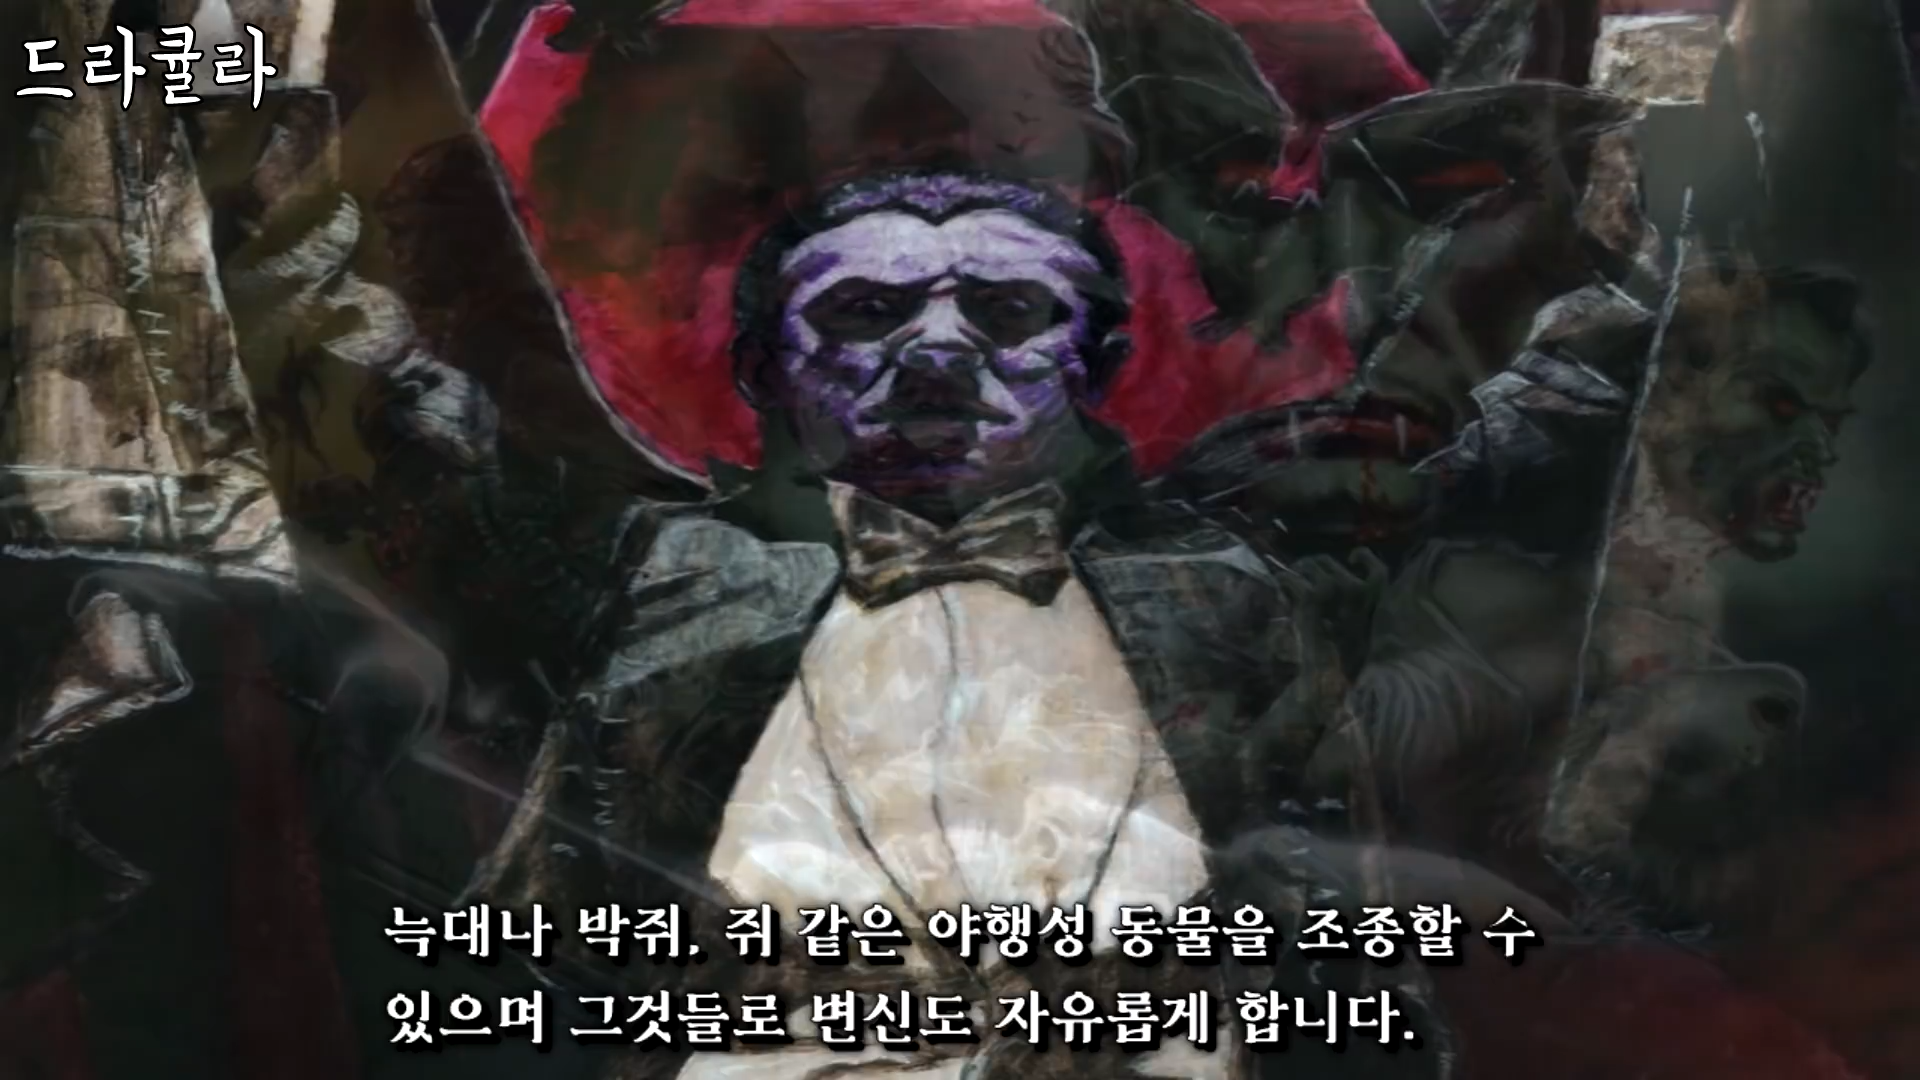 드라큘라
늑대나 박쥐, 쥐 같은 야행성 동물을 조종할 수
있으며 그것들로 변신도 자유롭게 합니다.